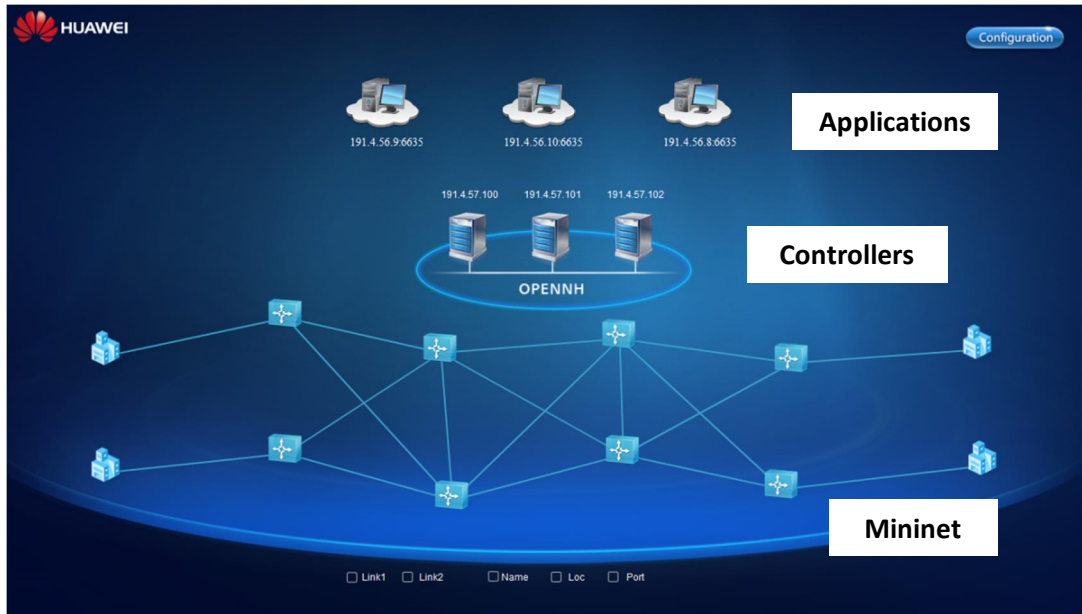 HUAWEI
Configuration
Applications
191.4.56.9:6635
191.4.56.10:6635
191.4.56.8:6635
191.4.57.100
191.4.57.101
191.4.57.102
Controllers
OPENNH
Mininet
Link1
Link2
Name
Loc
Port